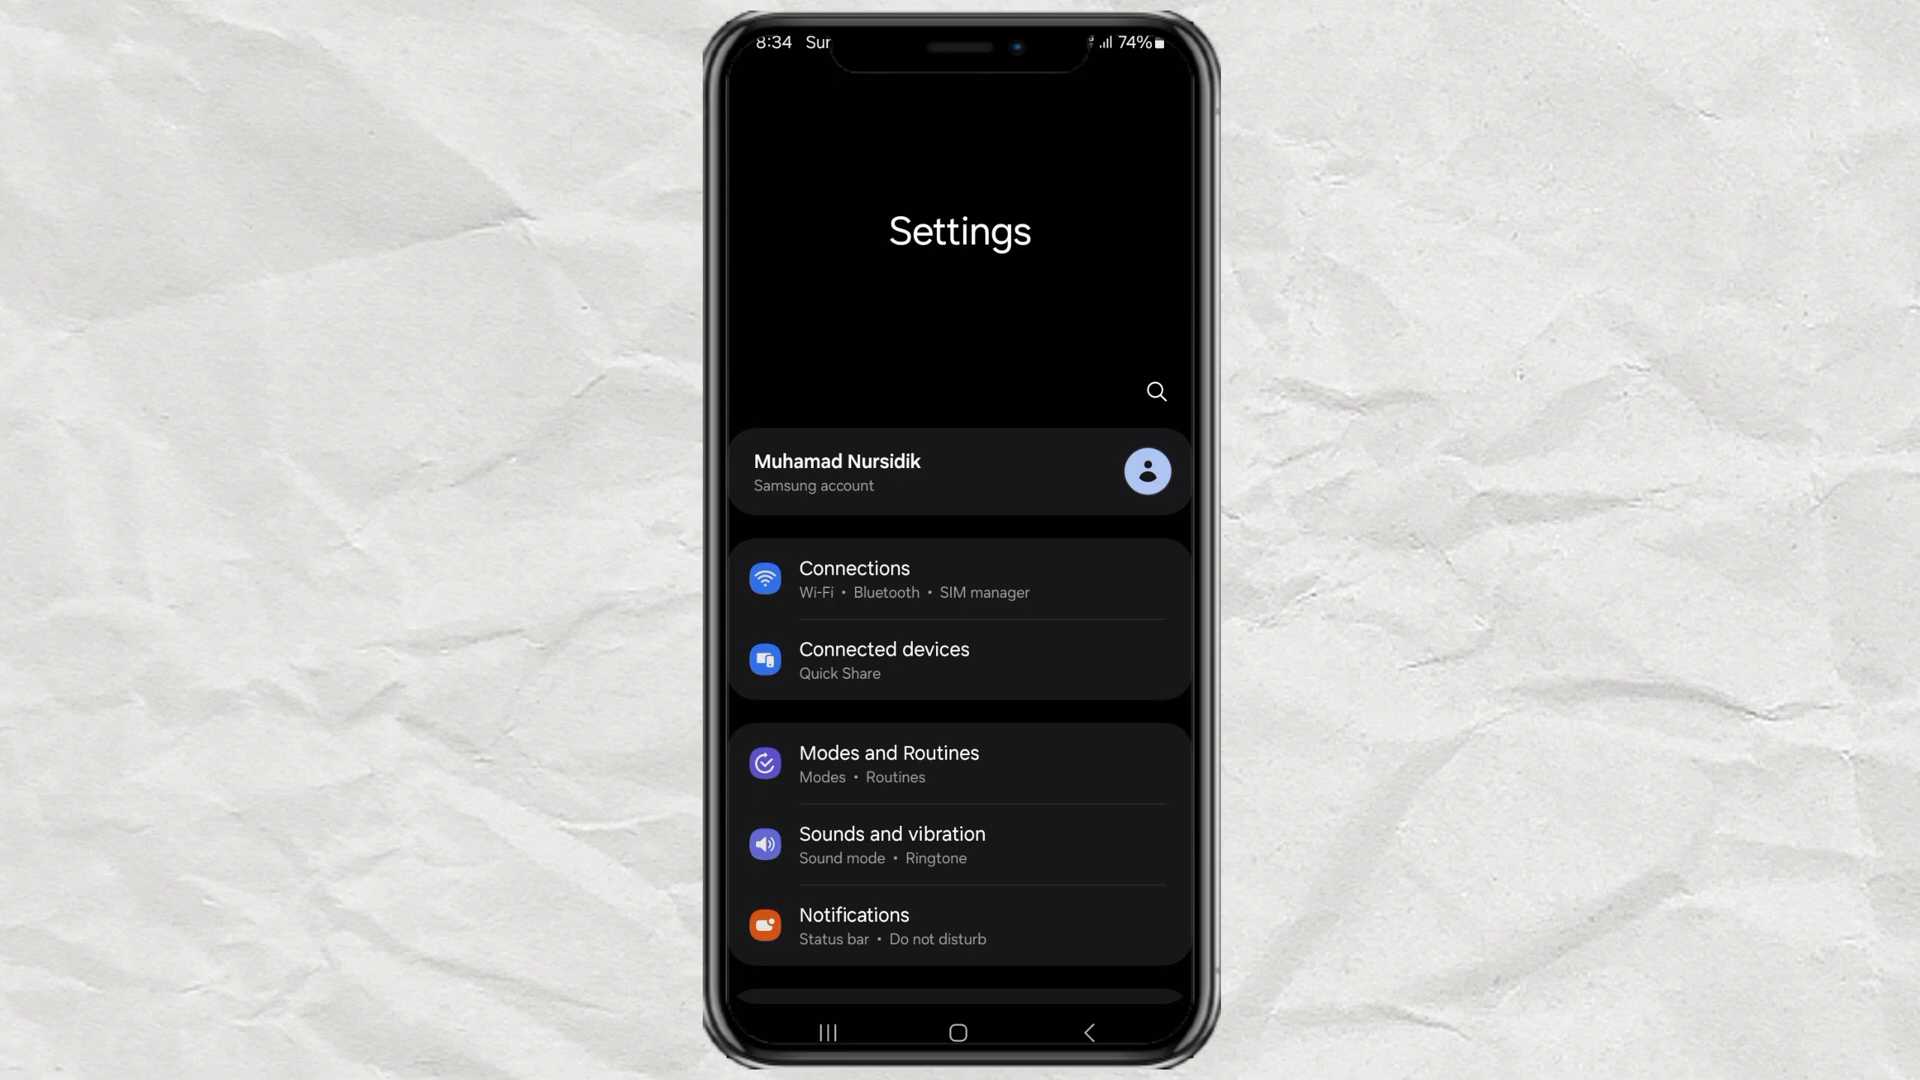 8:34 Sun 74%
Settings
Muhamad Nursidik
Samsung account
Connections
Wi-Fi • Bluetooth • SIM manager
Connected devices
Quick Share
Modes and Routines
Modes • Routines
Sounds and vibration
Sound mode • Ringtone
Notifications
Status bar • Do not disturb